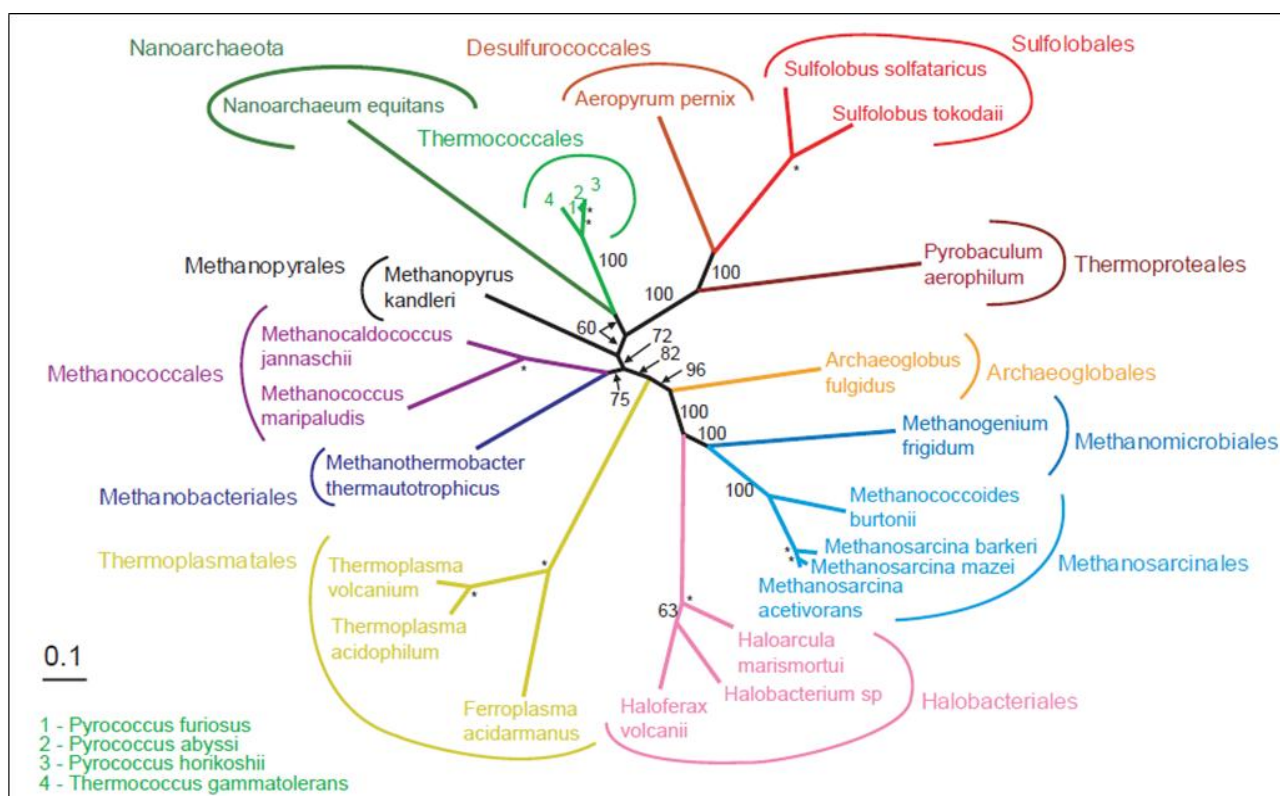 Nanoarchaeota
Desulfurococcales
Sulfolobales
Nanoarchaeum equitans
Aeropyrum pernix
Sulfolobus solfataricus
Sulfolobus tokodaii
Thermococcales
4
1
2
3
*
*
*
100
100
100
Pyrobaculum
aerophilum
Thermoproteales
Methanopyrales
Methanopyrus
kandleri
60
72
82
96
75
Methanococcales
Methanocaldococcus
jannaschii
*
Methanococcus
maripaludis
Archaeoglobus
fulgidus
Archaeoglobales
100
100
Methanogenium
frigidum
Methanomicrobiales
Methanobacteriales
Methanothermobacter
thermautotrophicus
100
Methanococcoides
burtonii
*
*
Methanosarcina barkeri
Methanosarcina mazei
Methanosarcina
acetivorans
Methanosarcinales
Thermoplasmatales
Thermoplasma
volcanium
*
*
Thermoplasma
acidophilum
Ferroplasma
acidarmanus
63
*
Haloarcula
marismortui
Halobacterium sp
Haloferax
volcanii
Halobacteriales
0.1
1 - Pyrococcus furiosus
2 - Pyrococcus abyssi
3 - Pyrococcus horikoshii
4 - Thermococcus gammatolerans